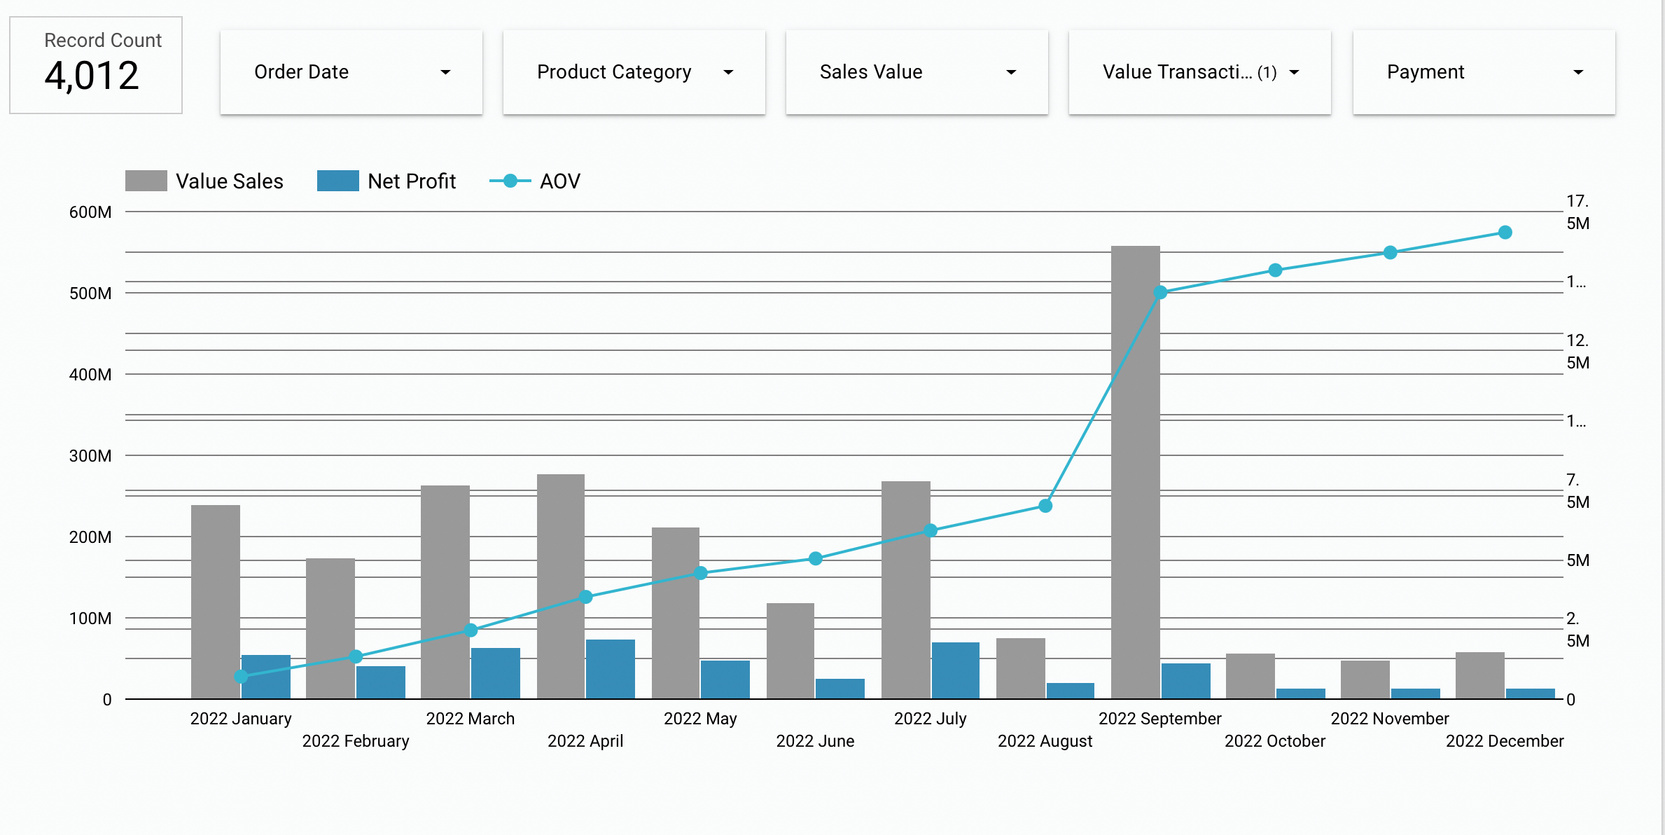 Record Count
4,012
Order Date
Product Category
Sales Value
Value Transacti... (1)
Payment
Value Sales
Net Profit
AOV
600M
500M
400M
300M
200M
100M
0
17.
5M
1...
12.
5M
1...
7.
5M
5M
2.
5M
0
2022 January
2022 February
2022 March
2022 April
2022 May
2022 June
2022 July
2022 August
2022 September
2022 October
2022 November
2022 December